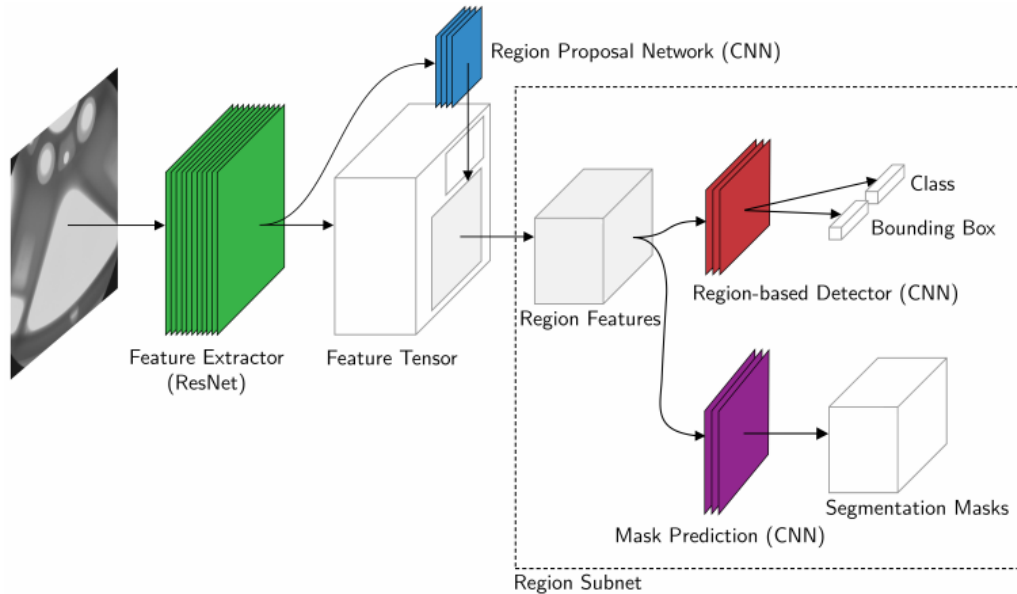 Region Proposal Network (CNN)
Feature Extractor
(ResNet)
Feature Tensor
Region Features
Class
Bounding Box
Region-based Detector (CNN)
Mask Prediction (CNN)
Segmentation Masks
Region Subnet